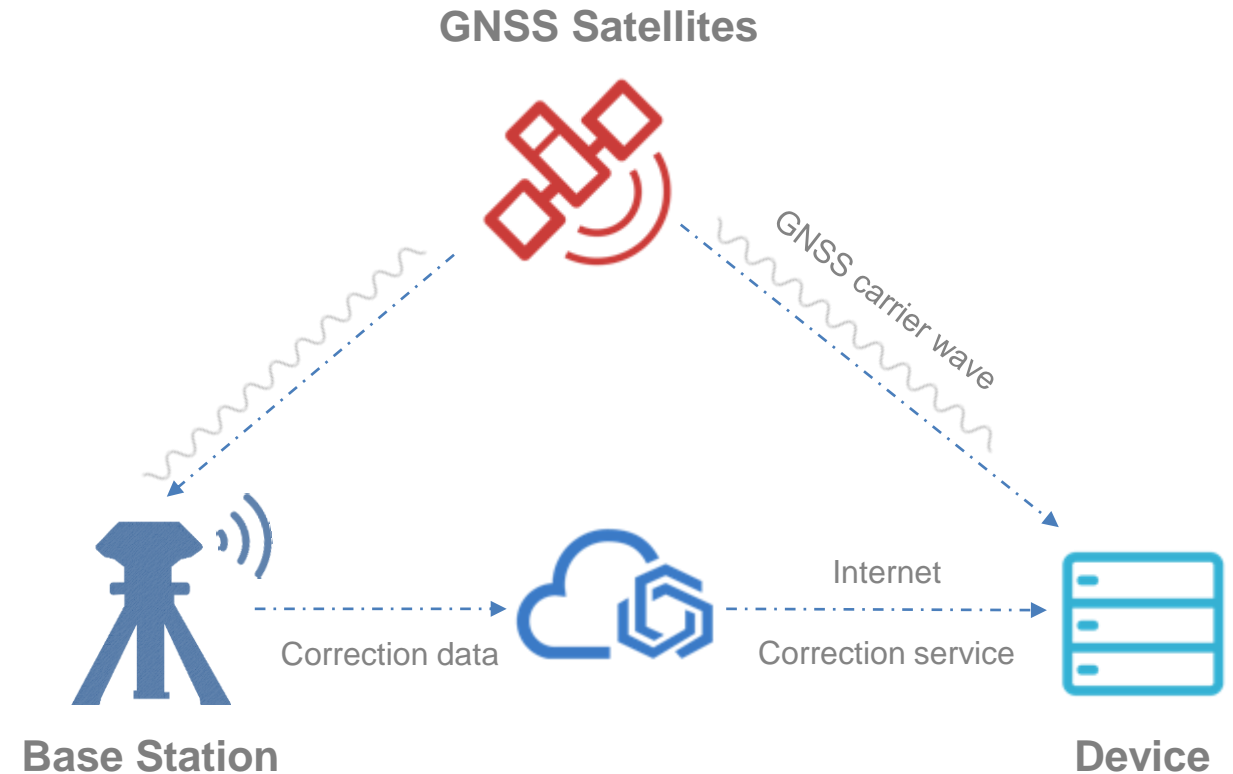 GNSS Satellites
GNSS carrier wave
Internet
Correction data
Correction service
Base Station
Device